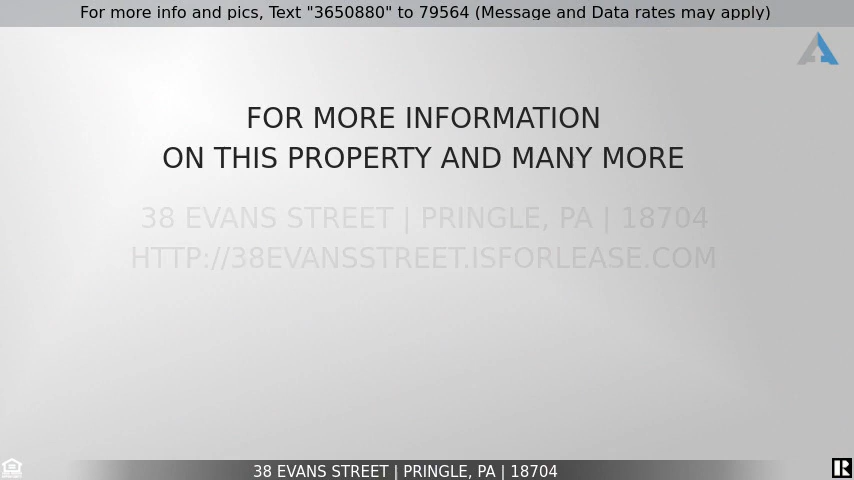 For more info and pics, Text "3650880" to 79564 (Message and Data rates may apply)
FOR MORE INFORMATION
ON THIS PROPERTY AND MANY MORE
38 EVANS STREET | PRINGLE, PA | 18704
HTTP://38EVANSSTREET.ISFORLEASE.COM
38 EVANS STREET | PRINGLE, PA | 18704